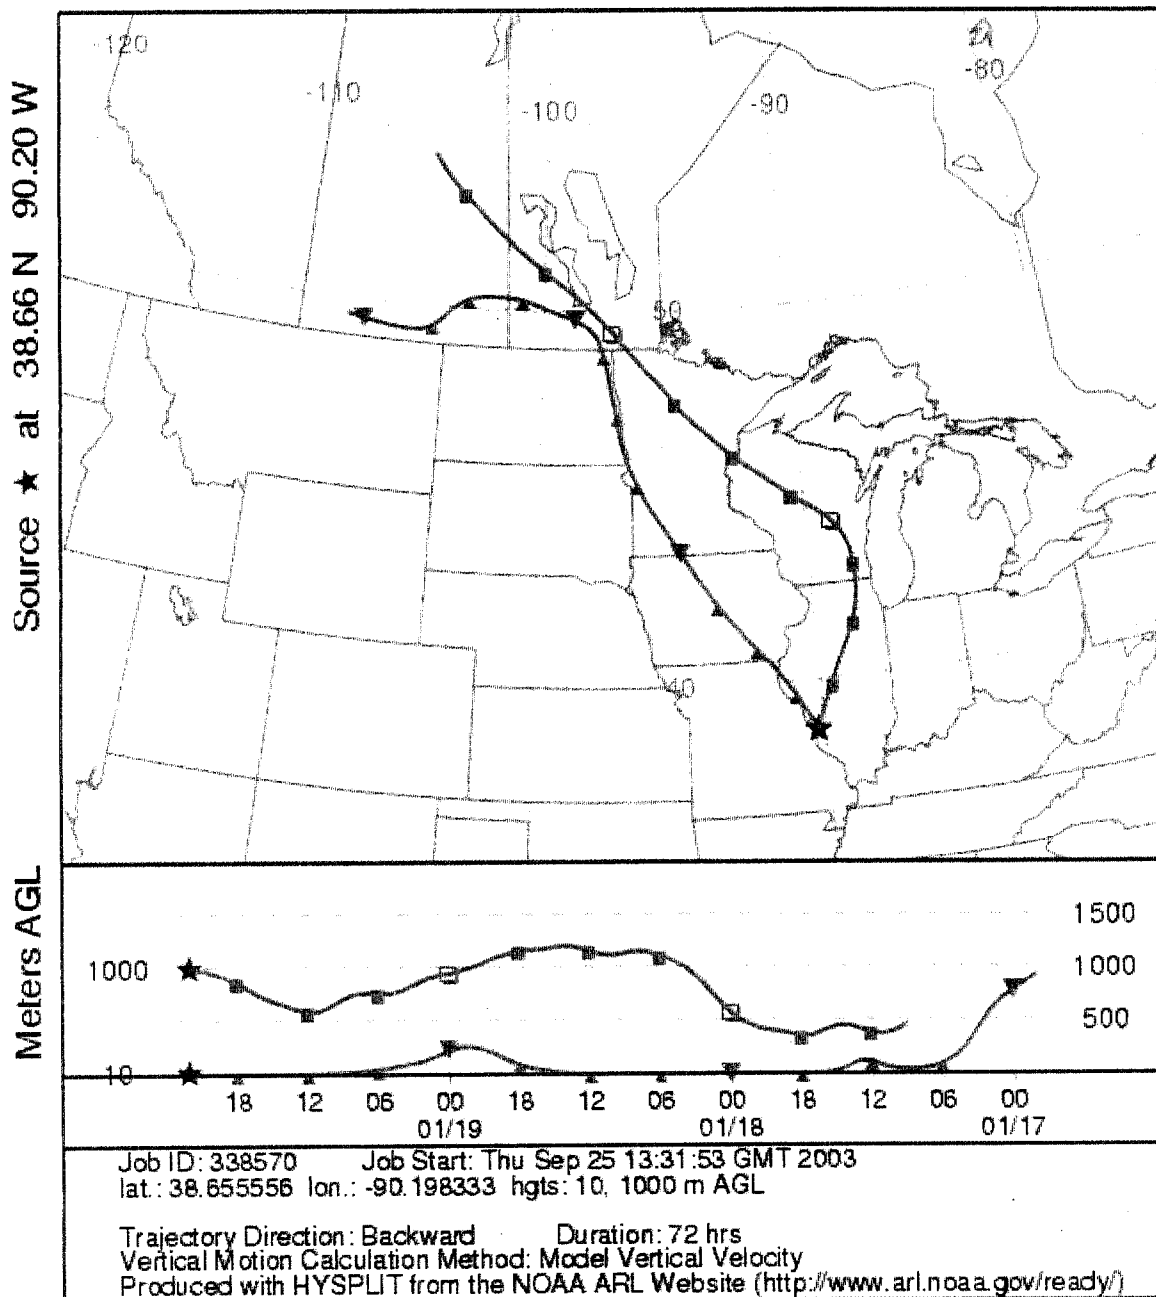 Source ★ at 38.66 N 90.20 W
-120
-110
-100
-90
-80
50
40
Meters AGL
1500
1000
1000
500
10
18 12 06 00 18 12 06 00 18 12 06 00
01/19 01/18 01/17
Job ID: 338570 Job Start: Thu Sep 25 13:31:53 GMT 2003
lat.: 38.655556 lon.: -90.198333 hgts: 10, 1000 m AGL
Trajectory Direction: Backward Duration: 72 hrs
Vertical Motion Calculation Method: Model Vertical Velocity
Produced with HYSPLIT from the NOAA ARL Website (http://www.arl.noaa.gov/ready/)